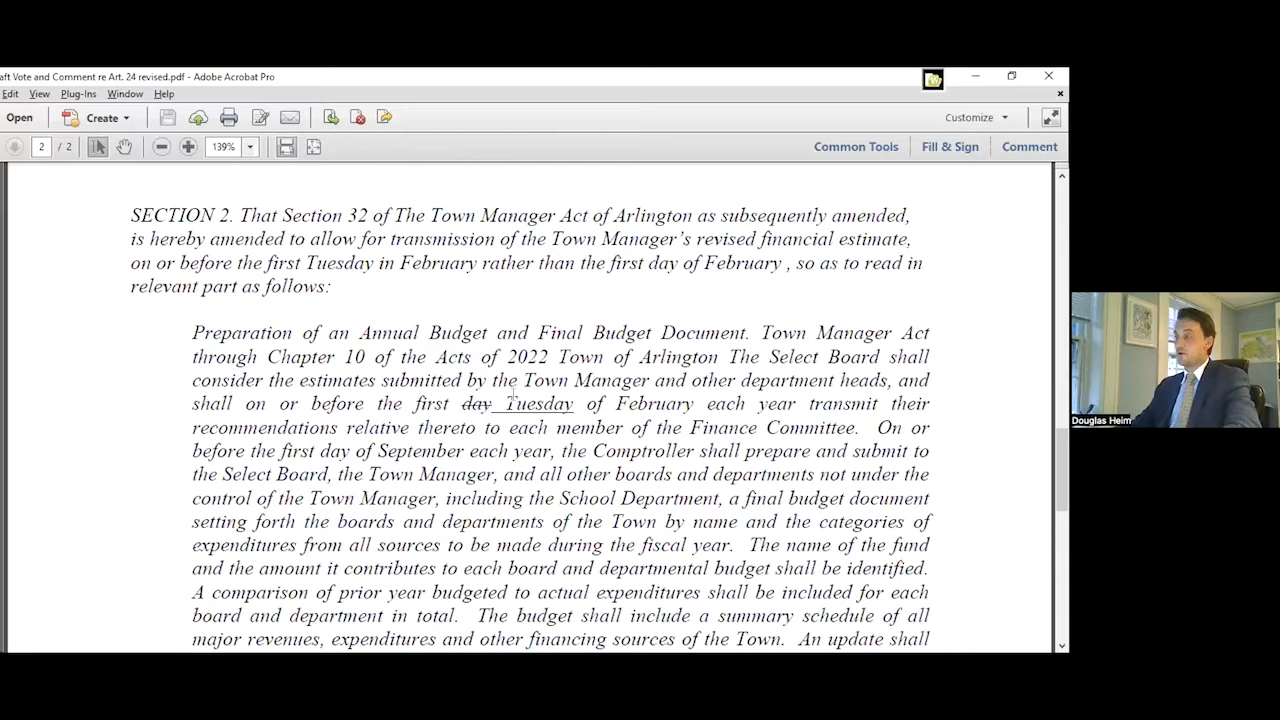 aft Vote and Comment re Art. 24 revised.pdf - Adobe Acrobat Pro
Edit View Plug-Ins Window Help
Open Create Customize
2 / 2 139% Common Tools Fill & Sign Comment
SECTION 2. That Section 32 of The Town Manager Act of Arlington as subsequently amended,
is hereby amended to allow for transmission of the Town Manager's revised financial estimate,
on or before the first Tuesday in February rather than the first day of February , so as to read in
relevant part as follows:
Preparation of an Annual Budget and Final Budget Document. Town Manager Act
through Chapter 10 of the Acts of 2022 Town of Arlington The Select Board shall
consider the estimates submitted by the Town Manager and other department heads, and
shall on or before the first day Tuesday of February each year transmit their
recommendations relating thereto to each member of the Finance Committee. On or
before the first day of September each year, the Comptroller shall prepare and submit to
the Select Board, the Town Manager, and all other boards and departments not under the
control of the Town Manager, including the School Department, a final budget document
setting forth the boards and departments of the Town by name and the categories of
expenditures from all sources to be made during the fiscal year. The name of the fund
and the amount it contributes to each board and departmental budget shall be identified.
A comparison of prior year budgeted to actual expenditures shall be included for each
board and department in total. The budget shall include a summary schedule of all
major revenues, expenditures and other financing sources of the Town. An update shall
Douglas Heim